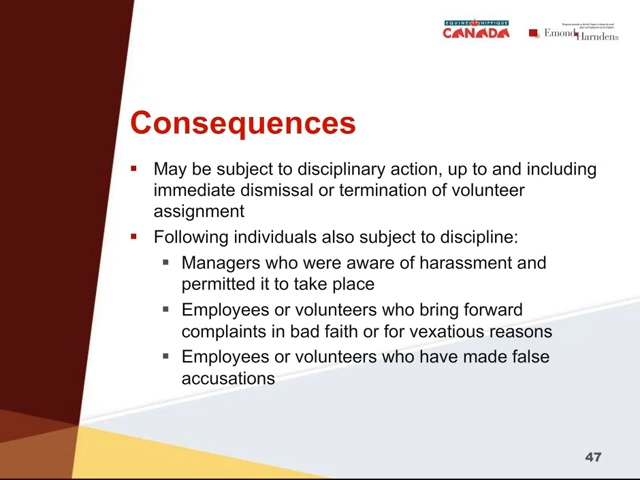 EQUINE HIPPIQUE
CANADA
Emond
Harnden
Consequences
▪ May be subject to disciplinary action, up to and including
immediate dismissal or termination of volunteer
assignment
▪ Following individuals also subject to discipline:
▪ Managers who were aware of harassment and
permitted it to take place
▪ Employees or volunteers who bring forward
complaints in bad faith or for vexatious reasons
▪ Employees or volunteers who have made false
accusations
47